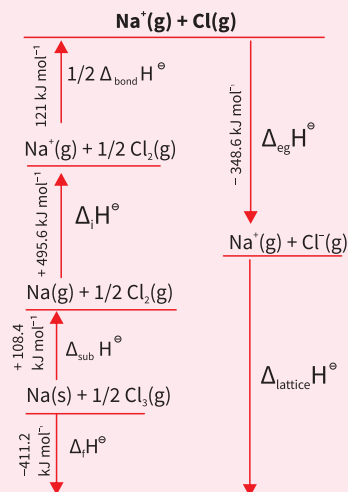 Na⁺(g) + Cl(g)
121 kJ mol⁻¹
1/2 Δbond H⊖
− 348.6 kJ mol⁻
ΔegH⊖
Na⁺(g) + 1/2 Cl₂(g)
+ 495.6 kJ mol⁻¹
ΔiH⊖
Na⁺(g) + Cl⁻(g)
Na(g) + 1/2 Cl₂(g)
+ 108.4
kJ mol⁻¹
Δsub H⊖
ΔlatticeH⊖
Na(s) + 1/2 Cl₃(g)
−411.2
kJ mol⁻
ΔfH⊖